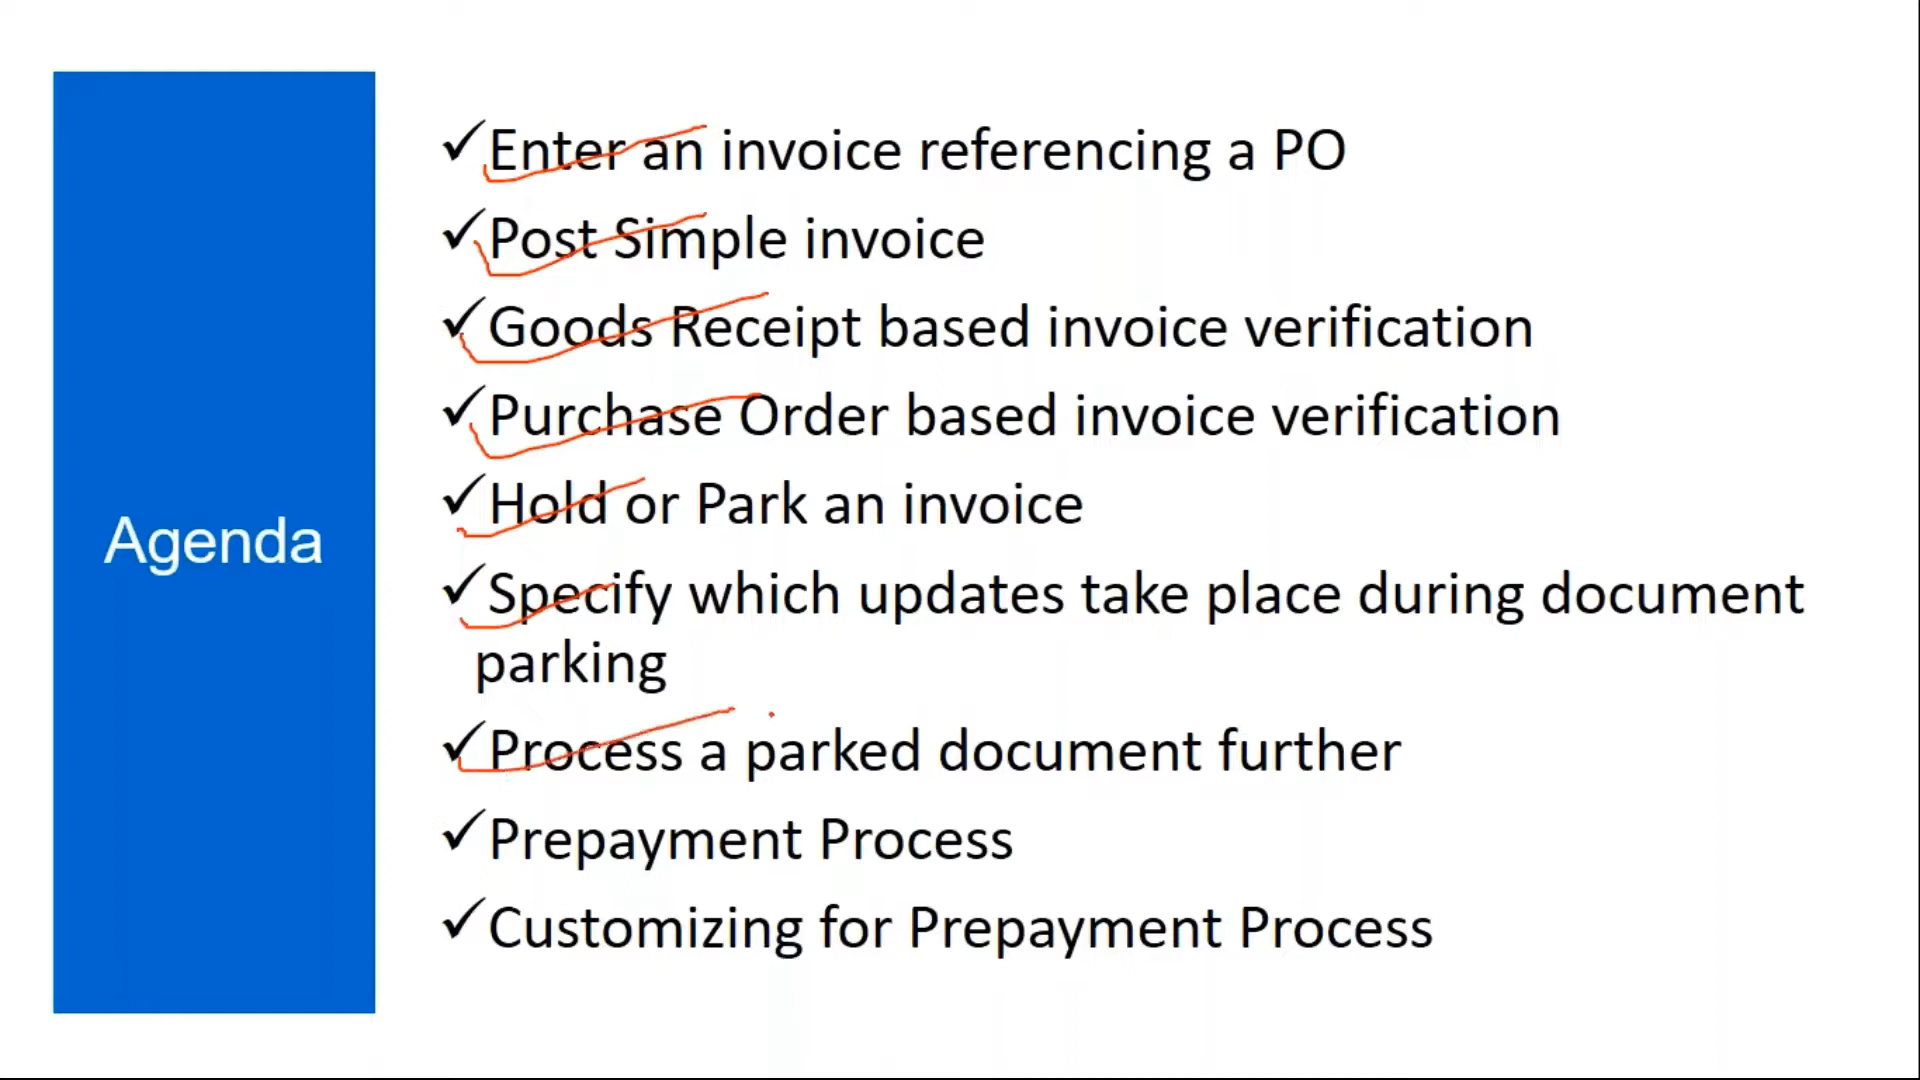 Agenda
✓Enter an invoice referencing a PO
✓Post Simple invoice
✓Goods Receipt based invoice verification
✓Purchase Order based invoice verification
✓Hold or Park an invoice
✓Specify which updates take place during document
parking
✓Process a parked document further
✓Prepayment Process
✓Customizing for Prepayment Process